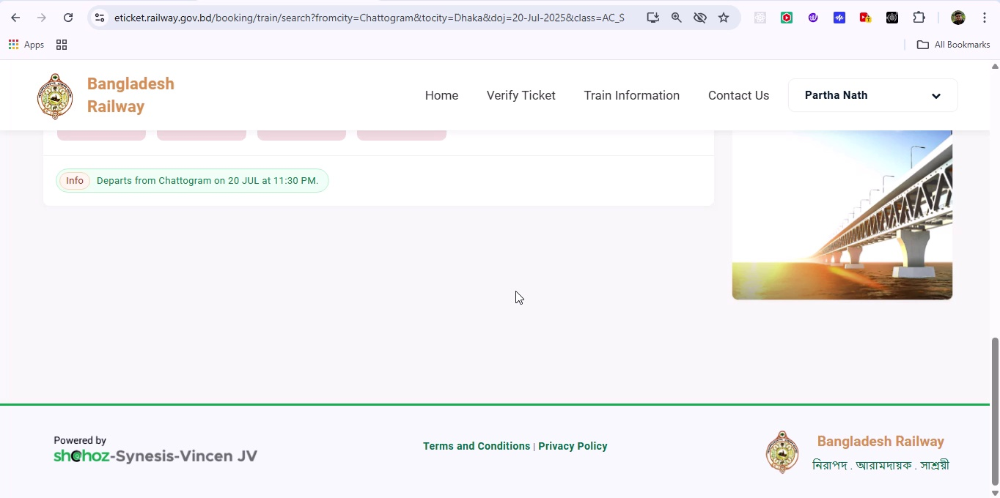 eticket.railway.gov.bd/booking/train/search?fromcity=Chattogram&tocity=Dhaka&doj=20-Jul-2025&class=AC_S
Apps
All Bookmarks
Bangladesh
Railway
Home
Verify Ticket
Train Information
Contact Us
Partha Nath
Info
Departs from Chattogram on 20 JUL at 11:30 PM.
Powered by
shohoz-Synesis-Vincen JV
Terms and Conditions | Privacy Policy
Bangladesh Railway
নিরাপদ . আরামদায়ক . সাশ্রয়ী